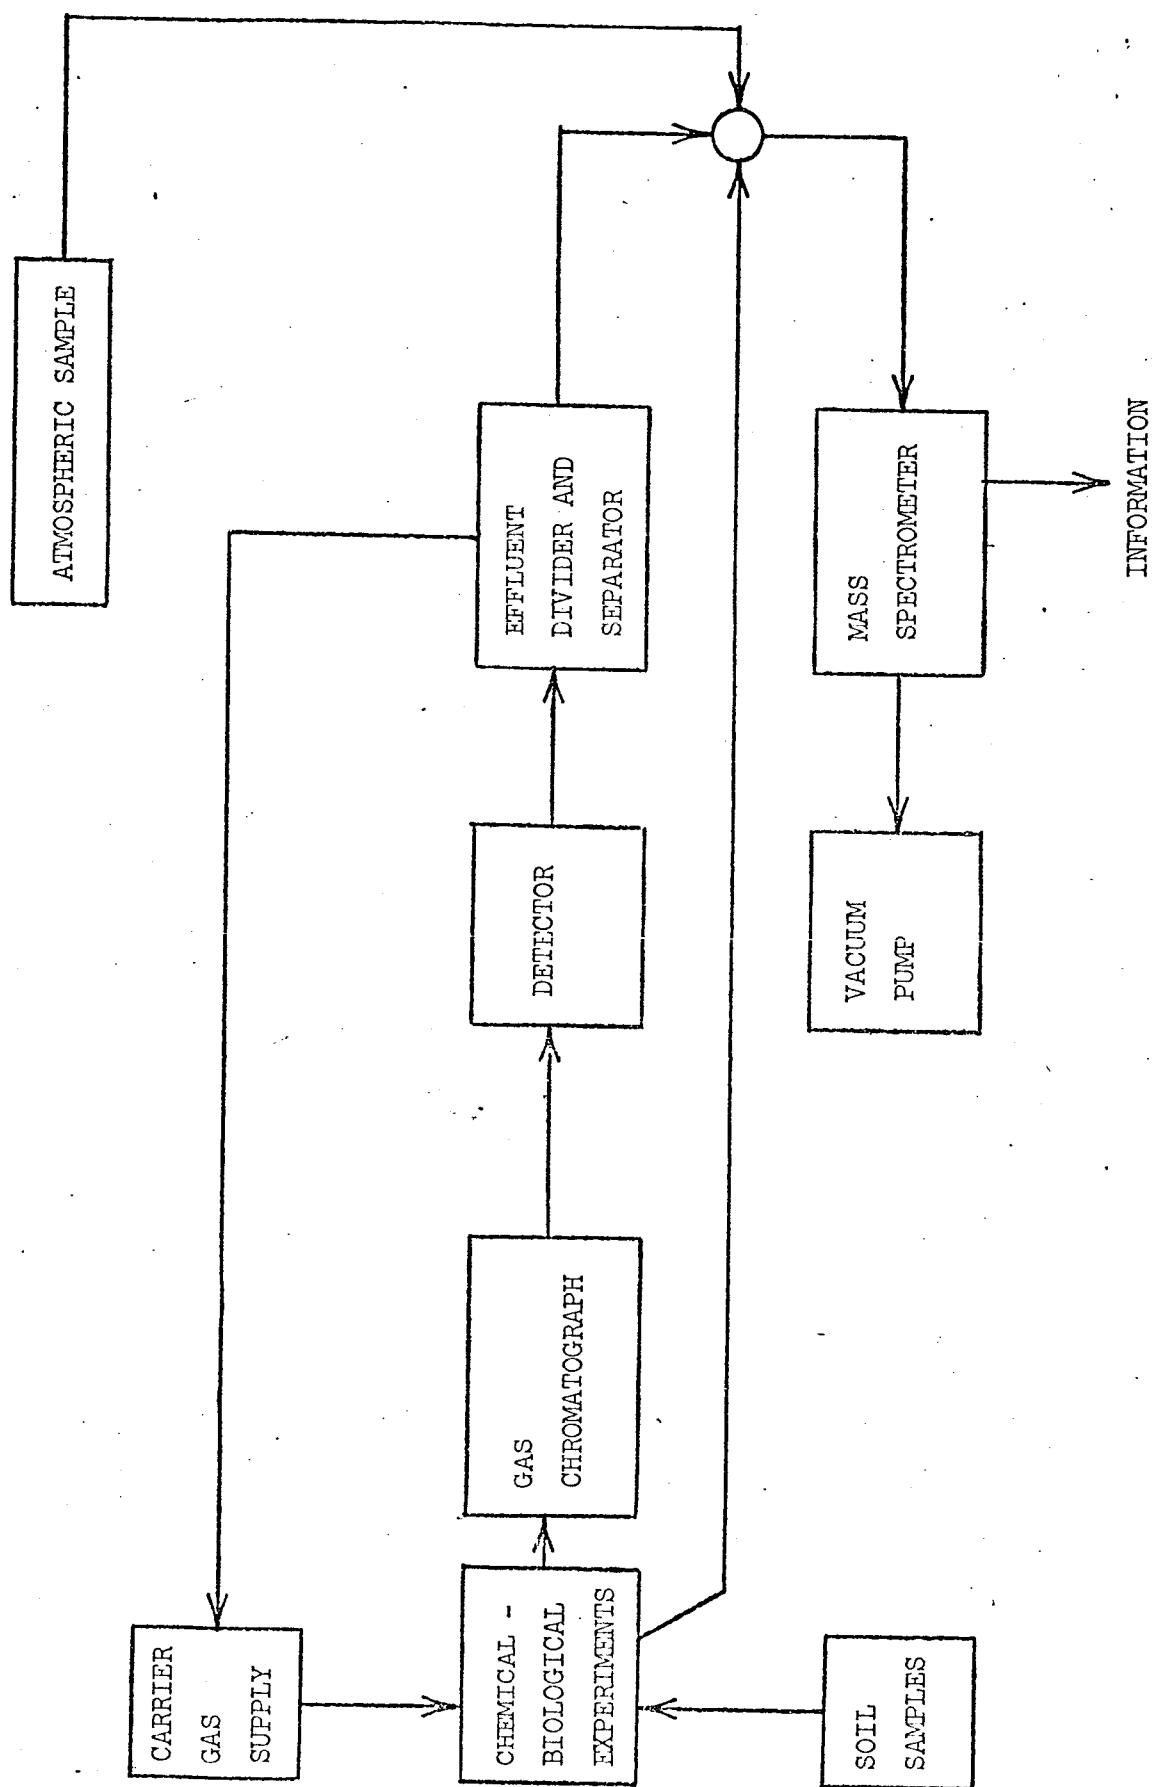 ATMOSPHERIC SAMPLE
CARRIER
GAS
SUPPLY
CHEMICAL -
BIOLOGICAL
EXPERIMENTS
GAS
CHROMATOGRAPH
DETECTOR
EFFLUENT
DIVIDER AND
SEPARATOR
SOIL
SAMPLES
VACUUM
PUMP
MASS
SPECTROMETER
INFORMATION